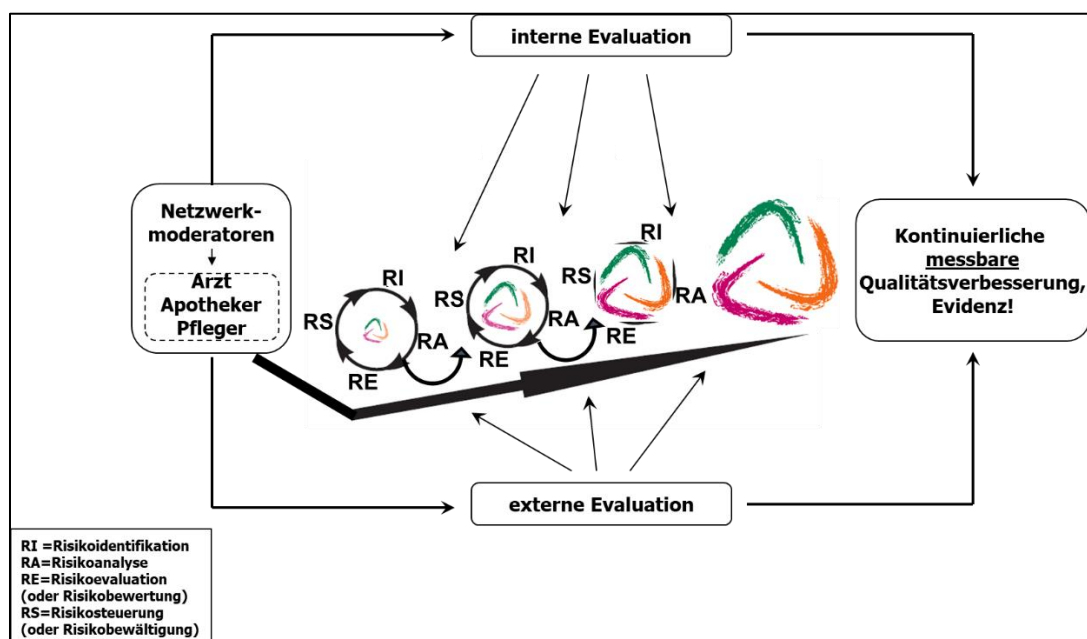 interne Evaluation
Netzwerk-
moderatoren
Arzt
Apotheker
Pfleger
RI
RS
RA
RE
RI
RS
RA
RE
RI
RS
RA
RE
Kontinuierliche
messbare
Qualitätsverbesserung,
Evidenz!
externe Evaluation
RI =Risikoidentifikation
RA=Risikoanalyse
RE=Risikoevaluation
(oder Risikobewertung)
RS=Risikosteuerung
(oder Risikobewältigung)